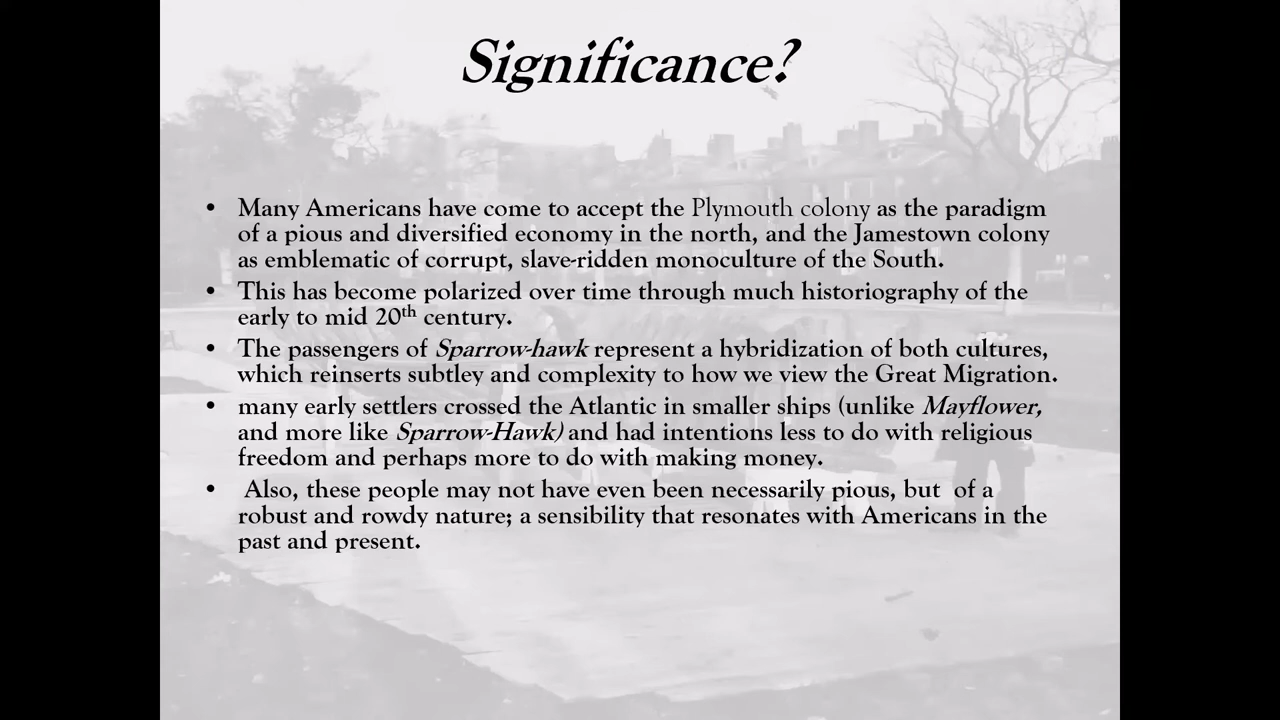 Significance?
• Many Americans have come to accept the Plymouth colony as the paradigm
of a pious and diversified economy in the north, and the Jamestown colony
as emblematic of corrupt, slave-ridden monoculture of the South.
• This has become polarized over time through much historiography of the
early to mid 20th century.
• The passengers of Sparrow-hawk represent a hybridization of both cultures,
which reinserts subtley and complexity to how we view the Great Migration.
• many early settlers crossed the Atlantic in smaller ships (unlike Mayflower,
and more like Sparrow-Hawk) and had intentions less to do with religious
freedom and perhaps more to do with making money.
• Also, these people may not have even been necessarily pious, but of a
robust and rowdy nature; a sensibility that resonates with Americans in the
past and present.